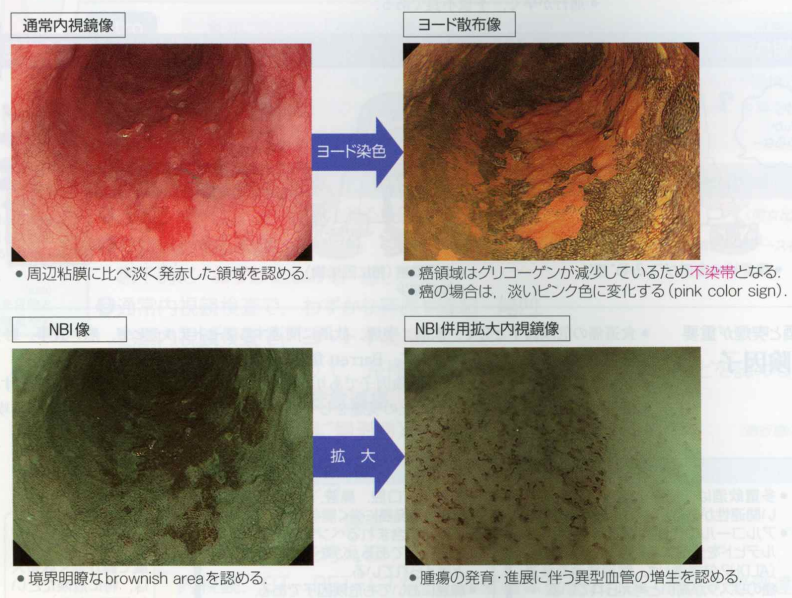 通常内視鏡像
ヨード散布像
ヨード染色
●周辺粘膜に比べ淡く発赤した領域を認める.
●癌領域はグリコーゲンが減少しているため不染帯となる.
●癌の場合は，淡いピンク色に変化する(pink color sign).
NBI像
NBI併用拡大内視鏡像
拡 大
●境界明瞭なbrownish areaを認める.
●腫瘍の発育・進展に伴う異型血管の増生を認める.